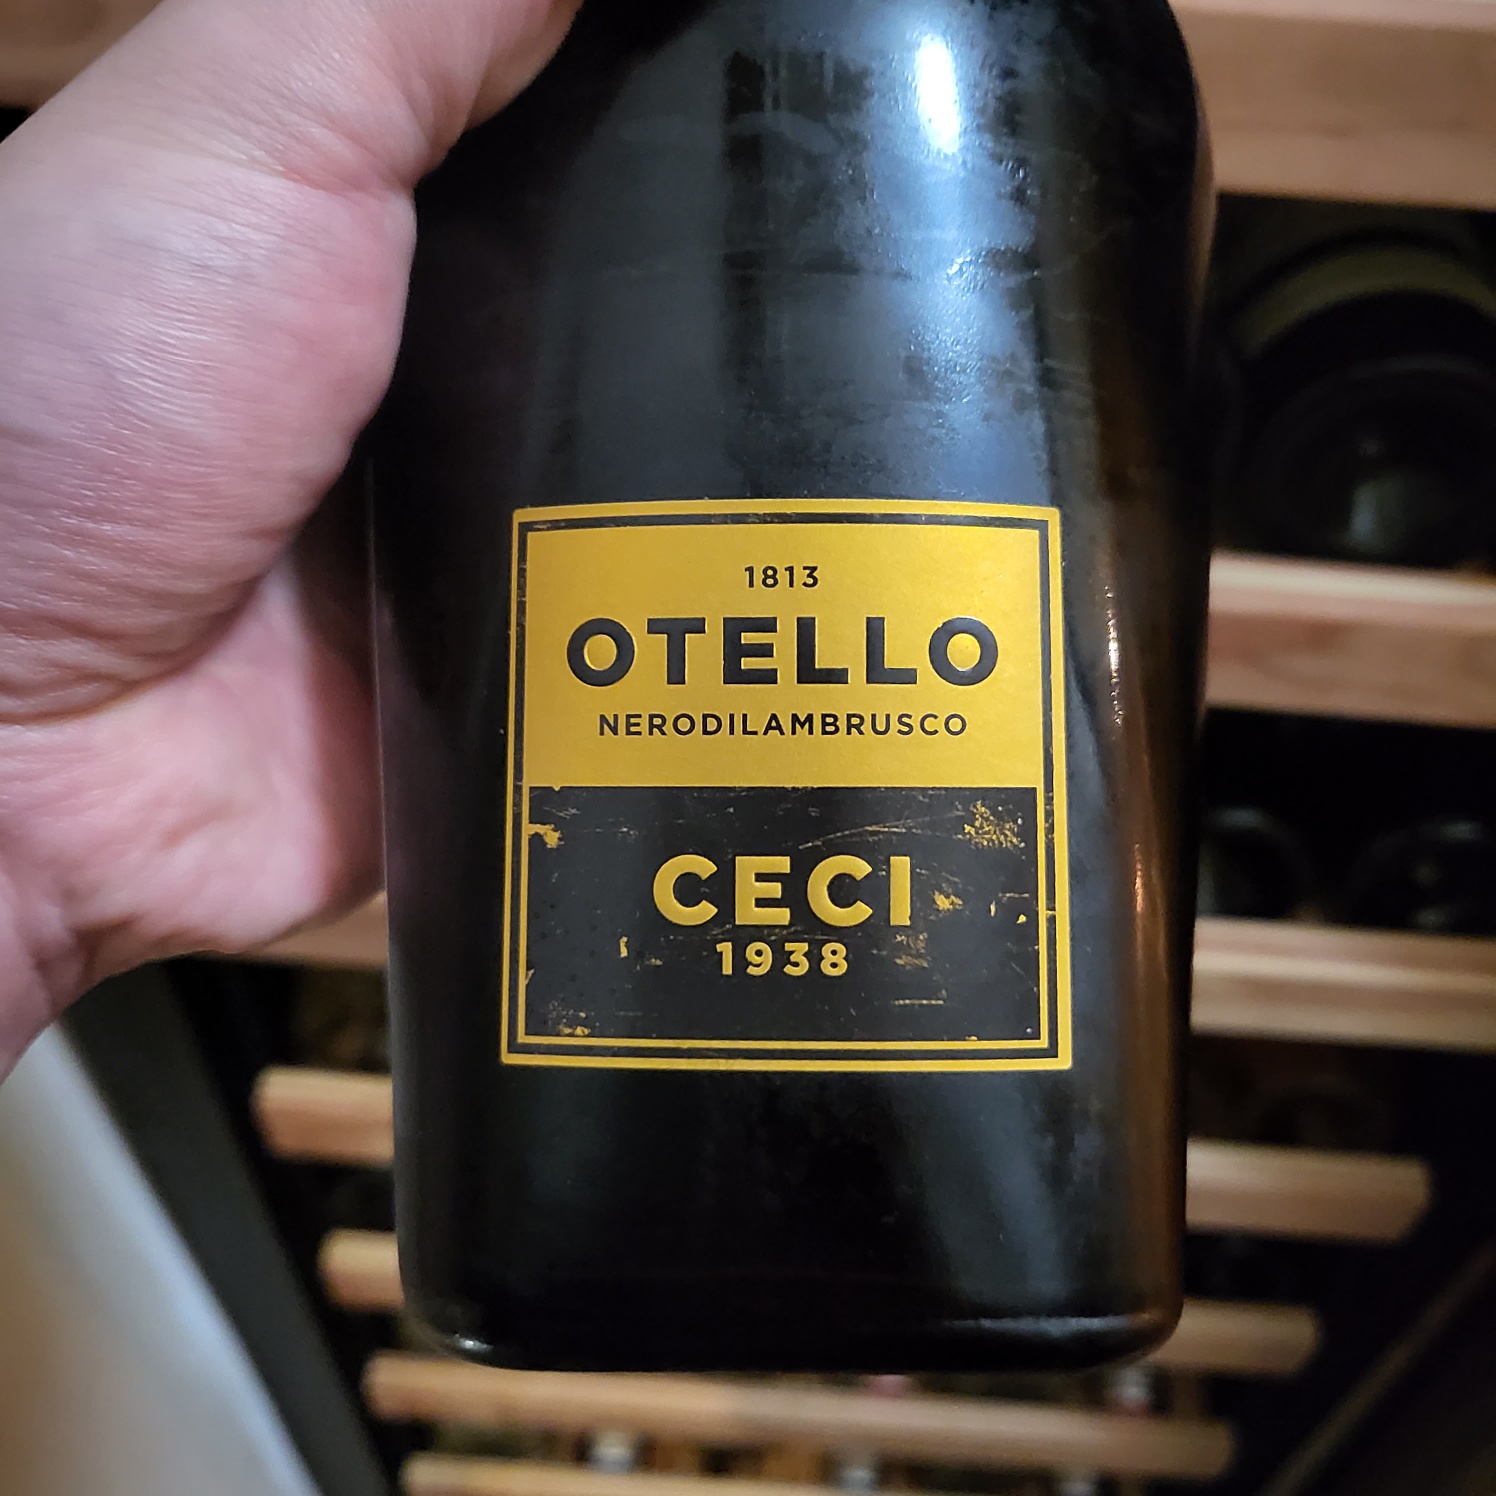 1813
OTELLO
NERODILAMBRUSCO
CECI
1938